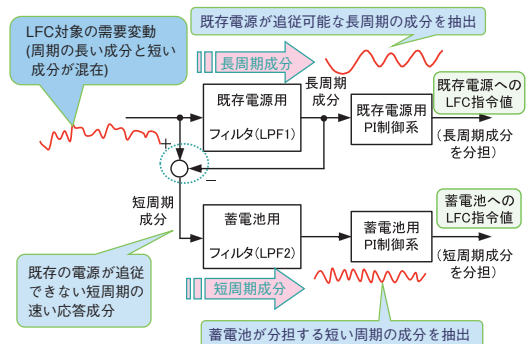 LFC対象の需要変動
(周期の長い成分と短い
成分が混在)
既存電源が追従可能な長周期の成分を抽出
長周期成分
長周期
成分
既存電源用
フィルタ(LPF1)
既存電源用
PI制御系
既存電源への
LFC指令値
(長周期成分
を分担)
+
−
短周期
成分
蓄電池用
フィルタ(LPF2)
蓄電池用
PI制御系
蓄電池への
LFC指令値
(短周期成分
を分担)
既存の電源が追従
できない短周期の
速い応答成分
短周期成分
蓄電池が分担する短い周期の成分を抽出